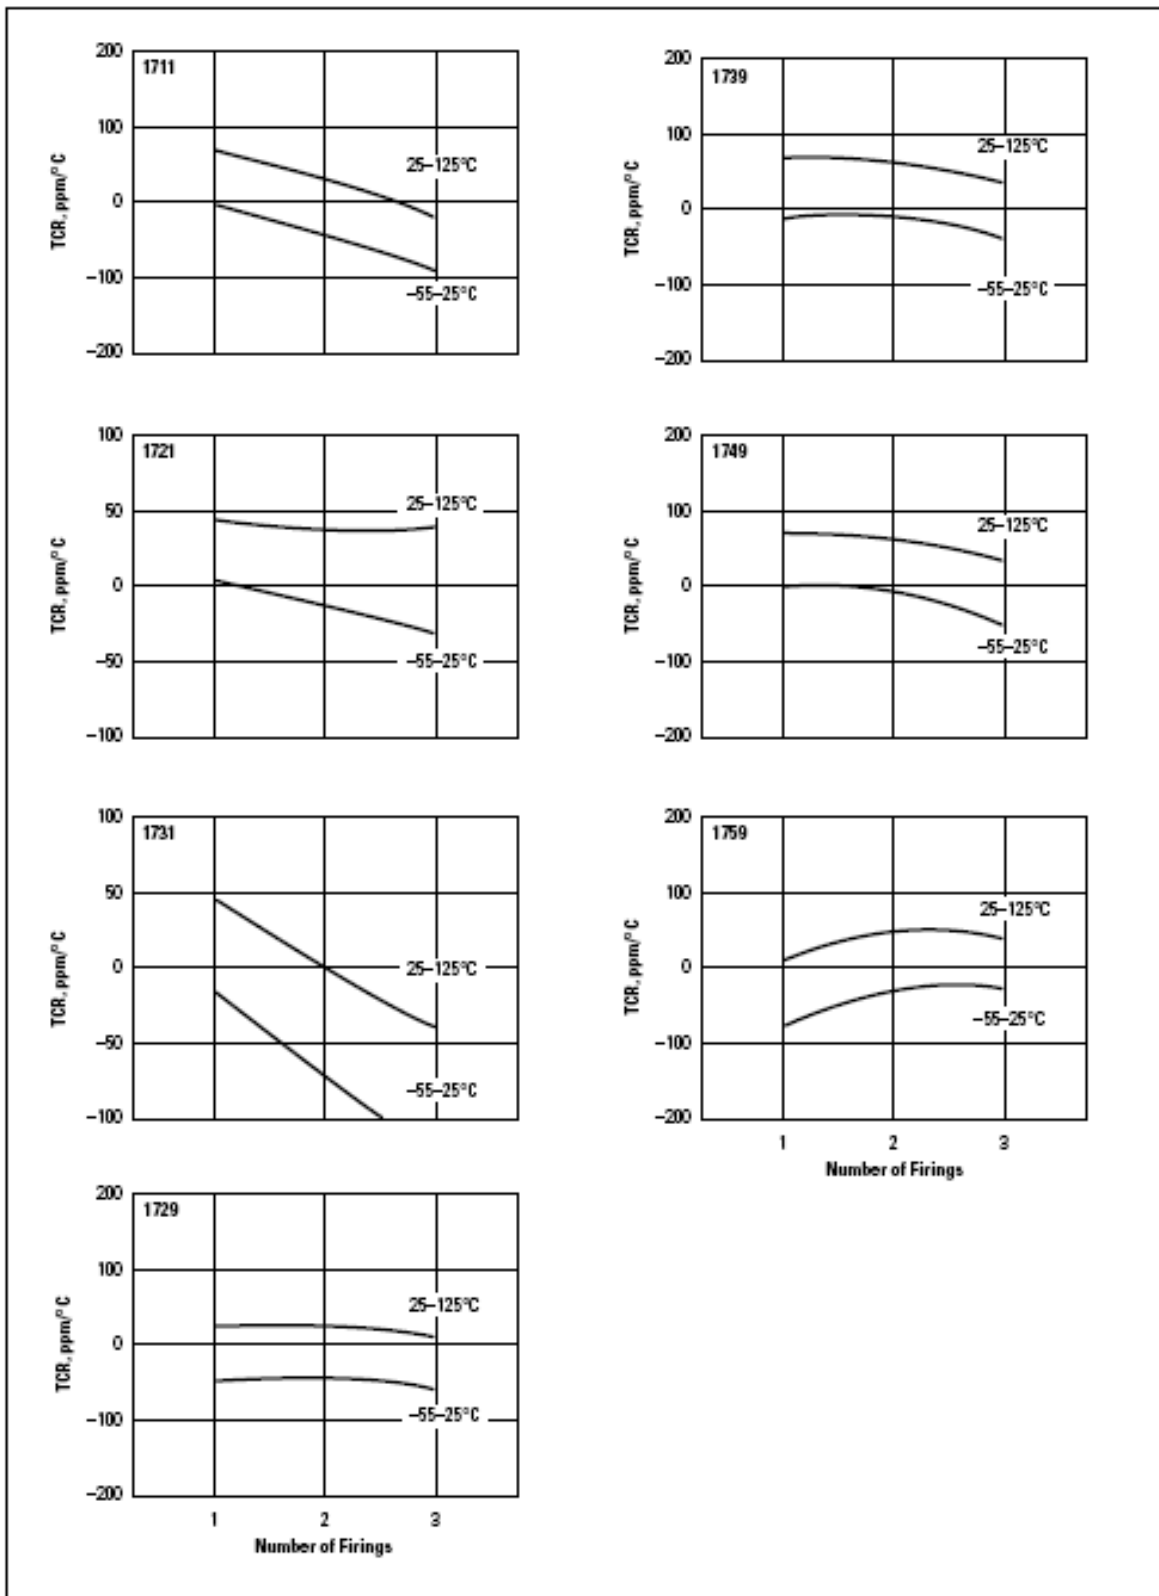 1711
200
100
0
–100
–200
TCR, ppm/°C
25–125°C
–55–25°C
1721
100
50
0
–50
–100
TCR, ppm/°C
25–125°C
–55–25°C
1731
100
50
0
–50
–100
TCR, ppm/°C
25–125°C
–55–25°C
1729
200
100
0
–100
–200
TCR, ppm/°C
25–125°C
–55–25°C
1 2 3
Number of Firings
1739
200
100
0
–100
–200
TCR, ppm/°C
25–125°C
–55–25°C
1749
200
100
0
–100
–200
TCR, ppm/°C
25–125°C
–55–25°C
1759
200
100
0
–100
–200
TCR, ppm/°C
25–125°C
–55–25°C
1 2 3
Number of Firings